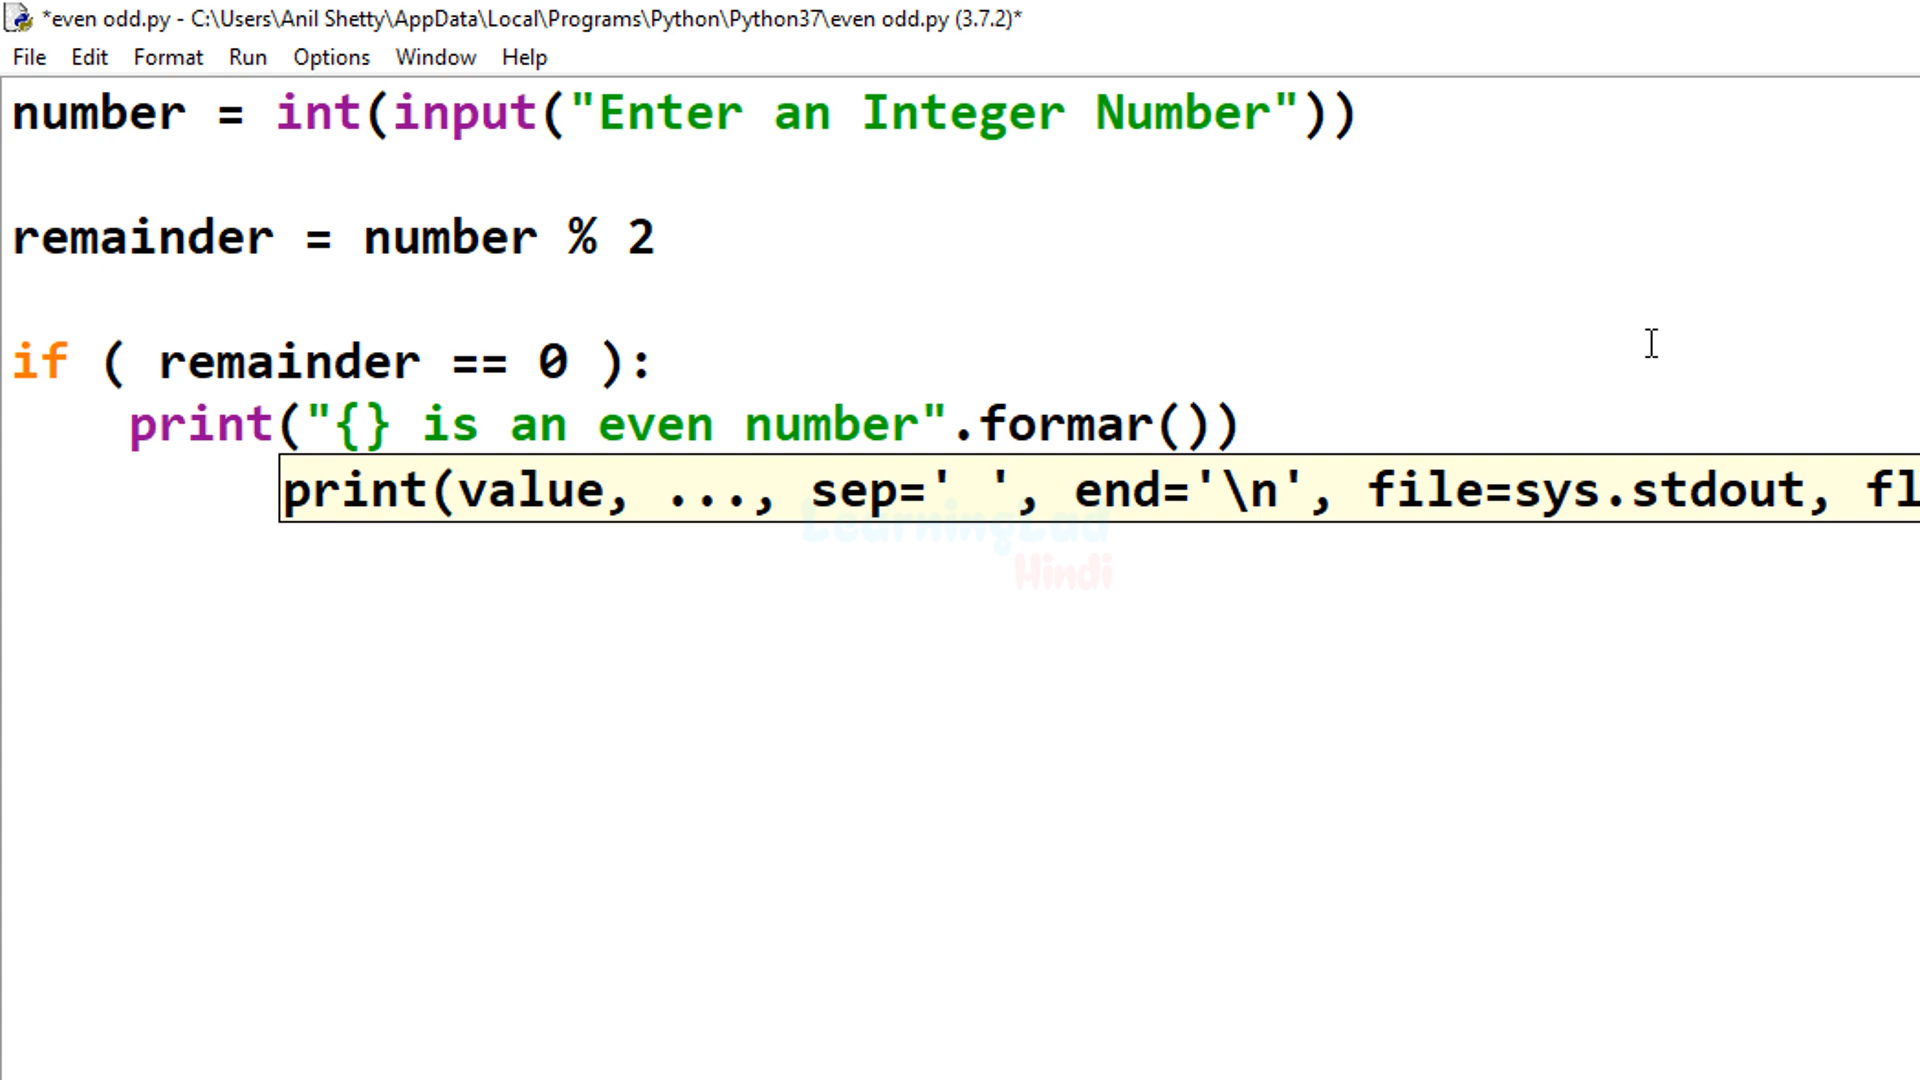 *even odd.py - C:\Users\Anil Shetty\AppData\Local\Programs\Python\Python37\even odd.py (3.7.2)*
File Edit Format Run Options Window Help
number = int(input("Enter an Integer Number"))
remainder = number % 2
if ( remainder == 0 ):
print("{} is an even number".formar())
print(value, ..., sep=' ', end='\n', file=sys.stdout, fl
LearningLad
Hindi